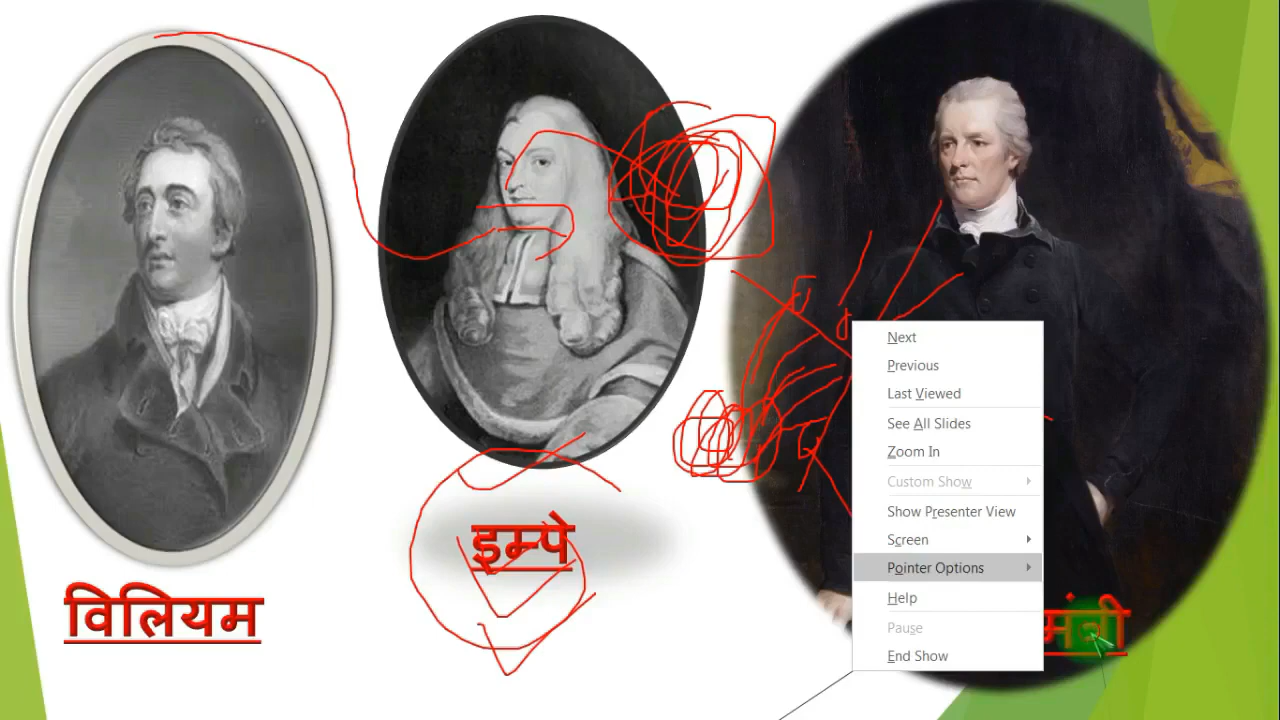 विलियम
इम्पे
मंत्री
Next
Previous
Last Viewed
See All Slides
Zoom In
Custom Show
Show Presenter View
Screen
Pointer Options
Help
Pause
End Show